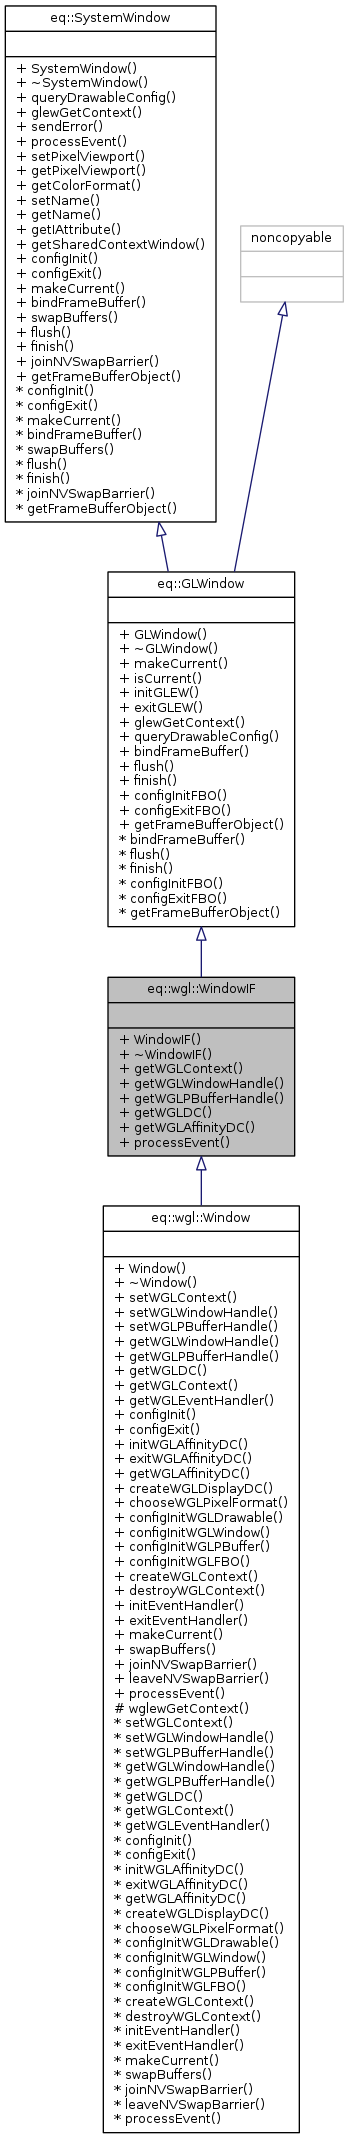 eq::SystemWindow
+ SystemWindow()
+ ~SystemWindow()
+ queryDrawableConfig()
+ glewGetContext()
+ sendError()
+ processEvent()
+ setPixelViewport()
+ getPixelViewport()
+ getColorFormat()
+ setName()
+ getName()
+ getIAttribute()
+ getSharedContextWindow()
+ configInit()
+ configExit()
+ makeCurrent()
+ bindFrameBuffer()
+ swapBuffers()
+ flush()
+ finish()
+ joinNVSwapBarrier()
+ getFrameBufferObject()
* configInit()
* configExit()
* makeCurrent()
* bindFrameBuffer()
* swapBuffers()
* flush()
* finish()
* joinNVSwapBarrier()
* getFrameBufferObject()
noncopyable
eq::GLWindow
+ GLWindow()
+ ~GLWindow()
+ makeCurrent()
+ isCurrent()
+ initGLEW()
+ exitGLEW()
+ glewGetContext()
+ queryDrawableConfig()
+ bindFrameBuffer()
+ flush()
+ finish()
+ configInitFBO()
+ configExitFBO()
+ getFrameBufferObject()
* bindFrameBuffer()
* flush()
* finish()
* configInitFBO()
* configExitFBO()
* getFrameBufferObject()
eq::wgl::WindowIF
+ WindowIF()
+ ~WindowIF()
+ getWGLContext()
+ getWGLWindowHandle()
+ getWGLPBufferHandle()
+ getWGLDC()
+ getWGLAffinityDC()
+ processEvent()
eq::wgl::Window
+ Window()
+ ~Window()
+ setWGLContext()
+ setWGLWindowHandle()
+ setWGLPBufferHandle()
+ getWGLWindowHandle()
+ getWGLPBufferHandle()
+ getWGLDC()
+ getWGLContext()
+ getWGLEventHandler()
+ configInit()
+ configExit()
+ initWGLAffinityDC()
+ exitWGLAffinityDC()
+ getWGLAffinityDC()
+ createWGLDisplayDC()
+ chooseWGLPixelFormat()
+ configInitWGLDrawable()
+ configInitWGLWindow()
+ configInitWGLPBuffer()
+ configInitWGLFBO()
+ createWGLContext()
+ destroyWGLContext()
+ initEventHandler()
+ exitEventHandler()
+ makeCurrent()
+ swapBuffers()
+ joinNVSwapBarrier()
+ leaveNVSwapBarrier()
+ processEvent()
# wglewGetContext()
* setWGLContext()
* setWGLWindowHandle()
* setWGLPBufferHandle()
* getWGLWindowHandle()
* getWGLPBufferHandle()
* getWGLDC()
* getWGLContext()
* getWGLEventHandler()
* configInit()
* configExit()
* initWGLAffinityDC()
* exitWGLAffinityDC()
* getWGLAffinityDC()
* createWGLDisplayDC()
* chooseWGLPixelFormat()
* configInitWGLDrawable()
* configInitWGLWindow()
* configInitWGLPBuffer()
* configInitWGLFBO()
* createWGLContext()
* destroyWGLContext()
* initEventHandler()
* exitEventHandler()
* makeCurrent()
* swapBuffers()
* joinNVSwapBarrier()
* leaveNVSwapBarrier()
* processEvent()